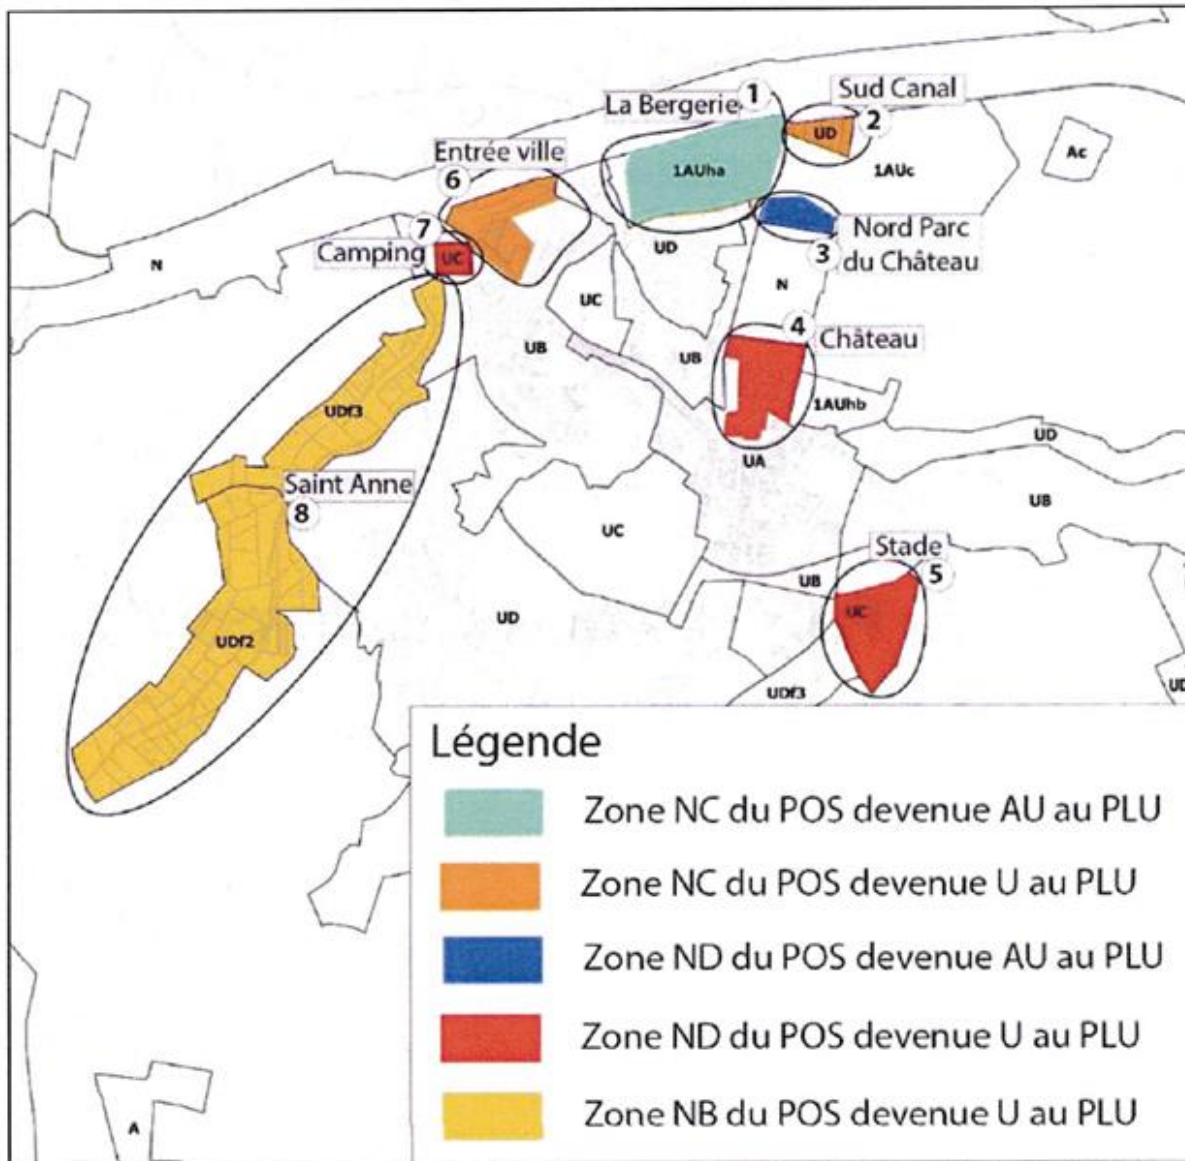 La Bergerie 1
Sud Canal
2
UD
Ac
1AUha
1AUc
Entrée ville
6
7
Camping
UC
N
UD
Nord Parc
3 du Château
N
UC
UB
UB
4 Château
1AUhb
UD
UDf3
UA
UB
Saint Anne
8
UC
Stade
5
UB
UC
UD
UDf2
UDf3
UD
Légende
Zone NC du POS devenue AU au PLU
Zone NC du POS devenue U au PLU
Zone ND du POS devenue AU au PLU
Zone ND du POS devenue U au PLU
Zone NB du POS devenue U au PLU
A